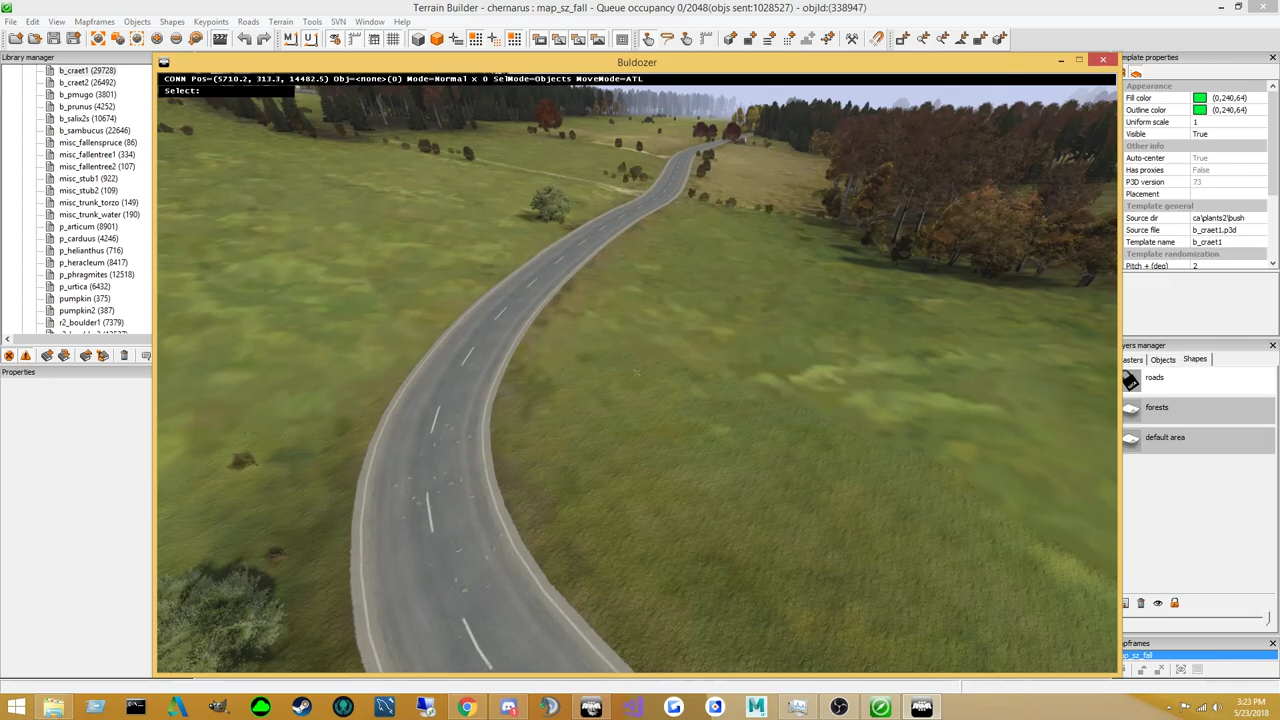 Terrain Builder - chernarus : map_sz_fall - Queue occupancy 0/2048(objs sent:1028527) - objId:(338947)
File Edit View Mapframes Objects Shapes Keypoints Roads Terrain Tools SVN Window Help
Library manager
b_craet1 (29728)
b_craet2 (26492)
b_pmugo (3901)
b_prunus (4252)
b_salix2s (10674)
b_sambucus (22646)
misc_fallenspruce (86)
misc_fallentree1 (334)
misc_fallentree2 (107)
misc_stub1 (922)
misc_stub2 (109)
misc_trunk_torzo (149)
misc_trunk_water (190)
p_articum (8901)
p_carduus (4246)
p_helianthus (716)
p_heracleum (8417)
p_phragmites (12518)
p_urtica (6432)
pumpkin (375)
pumpkin2 (387)
r2_boulder1 (7379)
Properties
Buldozer
CONN Pos=(5710.2, 313.3, 14482.5) Obj=<none>(0) Mode=Normal x 0 SelMode=Objects MoveMode=ATL
Select:
emplate properties
Appearance
Fill color (0,240,64)
Outline color (0,240,64)
Uniform scale 1
Visible True
Other info
Auto-center True
Has proxies False
P3D version 73
Placement
Template general
Source dir ca\plants2\bush
Source file b_craet1.p3d
Template name b_craet1
Template randomization
Pitch + (deg) 2
ayers manager
asters Objects Shapes
roads
forests
default area
apframes
ap_sz_fall
3:23 PM
5/23/2018